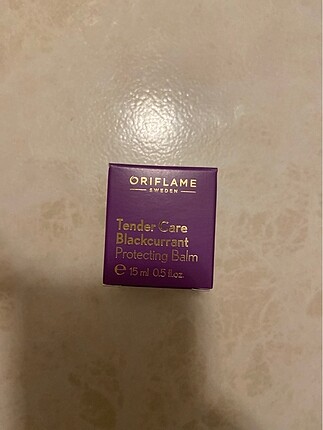 ORIFLAME
SWEDEN
Tender Care
Blackcurrant
Protecting Balm
e 15 ml 0.5 fl.oz.